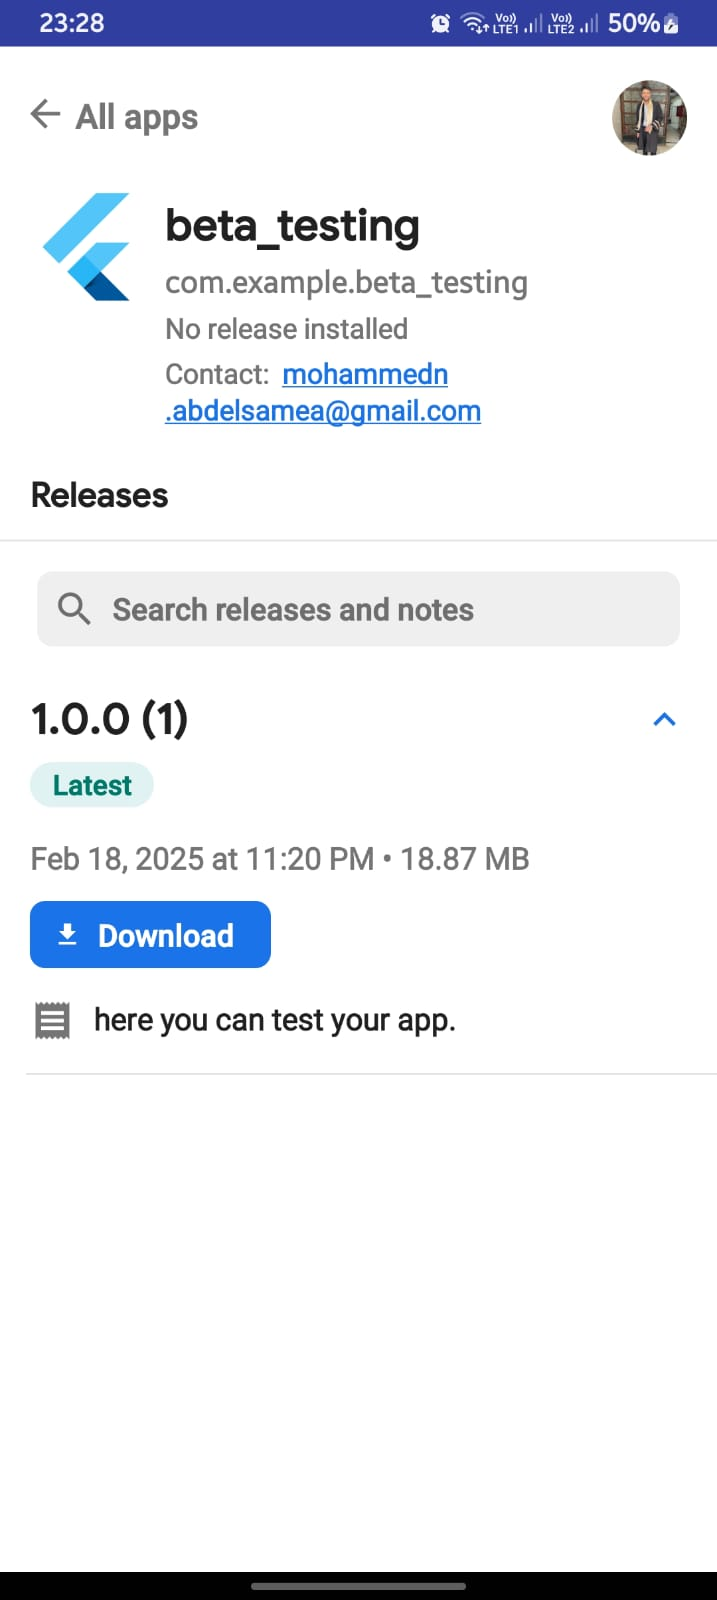 23:28
Vo)) LTE1 Vo)) LTE2 50%
All apps
beta_testing
com.example.beta_testing
No release installed
Contact: mohammedn
.abdelsamea@gmail.com
Releases
Search releases and notes
1.0.0 (1)
Latest
Feb 18, 2025 at 11:20 PM • 18.87 MB
Download
here you can test your app.